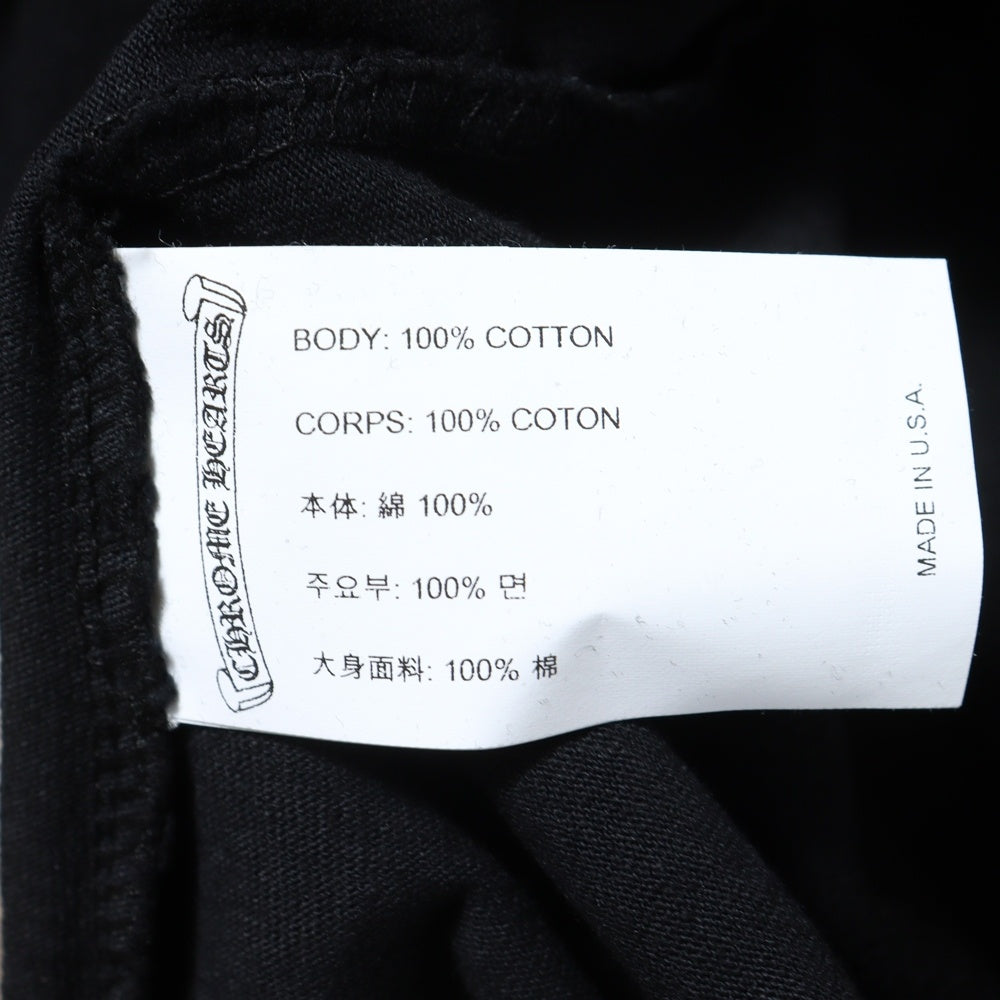 CHROME HEARTS
BODY: 100% COTTON
CORPS: 100% COTON
本体: 綿 100%
주요부: 100% 면
大身面料: 100% 棉
MADE IN U.S.A.